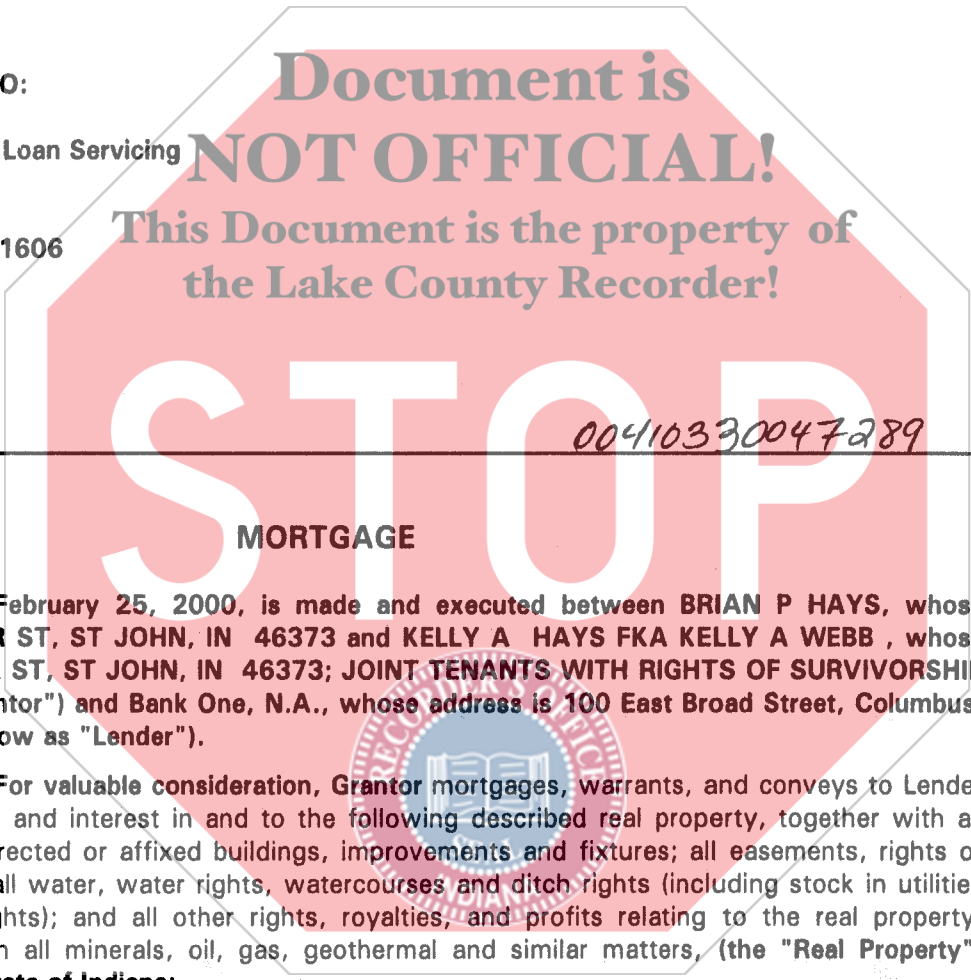 Document is
O:
Loan Servicing
NOT OFFICIAL!
This Document is the property of
1606
the Lake County Recorder!
STOP
00410330047289
MORTGAGE
February 25, 2000, is made and executed between BRIAN P HAYS, whos
ST, ST JOHN, IN 46373 and KELLY A HAYS FKA KELLY A WEBB , whos
ST, ST JOHN, IN 46373; JOINT TENANTS WITH RIGHTS OF SURVIVORSHI
ntor") and Bank One, N.A., whose address is 100 East Broad Street, Columbus
ow as "Lender").
For valuable consideration, Grantor mortgages, warrants, and conveys to Lende
and interest in and to the following described real property, together with a
rected or affixed buildings, improvements and fixtures; all easements, rights o
all water, water rights, watercourses and ditch rights (including stock in utilitie
ghts); and all other rights, royalties, and profits relating to the real property
all minerals, oil, gas, geothermal and similar matters, (the "Real Property"
RECORDER'S OFFICE
INDIANA